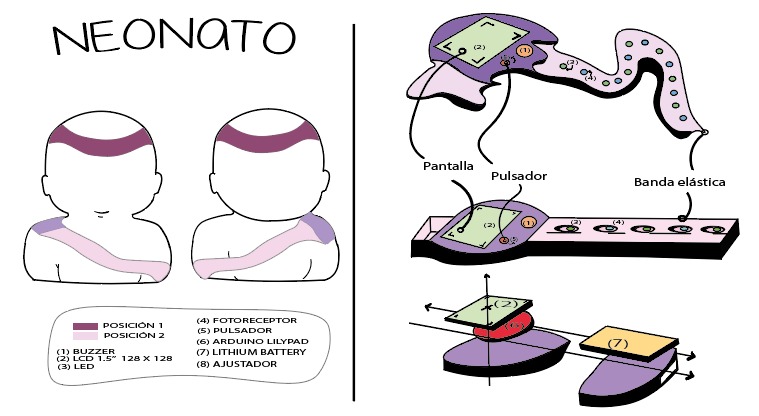 NEONATO
POSICIÓN 1
POSICIÓN 2
(1) BUZZER
(2) LCD 1.5" 128 X 128
(3) LED
(4) FOTORECEPTOR
(5) PULSADOR
(6) ARDUINO LILYPAD
(7) LITHIUM BATTERY
(8) AJUSTADOR
(2)
(1)
(3)
(4)
Pantalla
Pulsador
Banda elástica
(2)
(1)
(3)
(4)
(2)
(7)